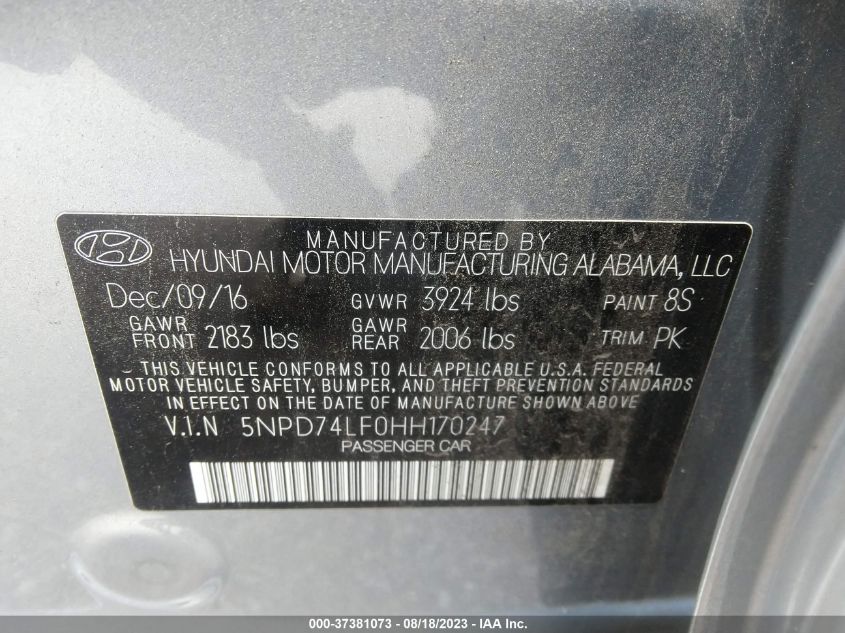 MANUFACTURED BY
HYUNDAI MOTOR MANUFACTURING ALABAMA, LLC
Dec/09/16 GVWR 3924 lbs PAINT 8S
GAWR FRONT 2183 lbs GAWR REAR 2006 lbs TRIM PK
THIS VEHICLE CONFORMS TO ALL APPLICABLE U.S.A. FEDERAL
MOTOR VEHICLE SAFETY, BUMPER, AND THEFT PREVENTION STANDARDS
IN EFFECT ON THE DATE OF MANUFACTURE SHOWN ABOVE.
V.I.N 5NPD74LF0HH170247
PASSENGER CAR
000-37381073 - 08/18/2023 - IAA Inc.